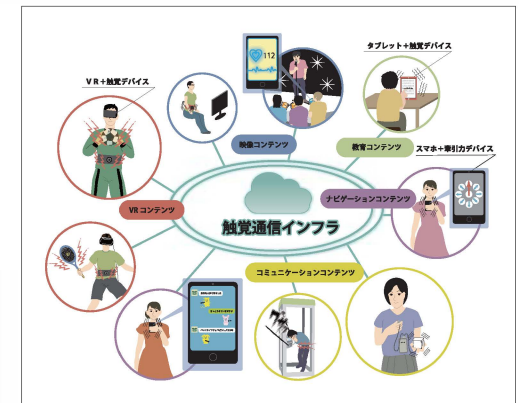 112
タブレット＋触覚デバイス
ＶＲ＋触覚デバイス
映像コンテンツ
教育コンテンツ
スマホ＋牽引力デバイス
ナビゲーションコンテンツ
VRコンテンツ
触覚通信インフラ
コミュニケーションコンテンツ